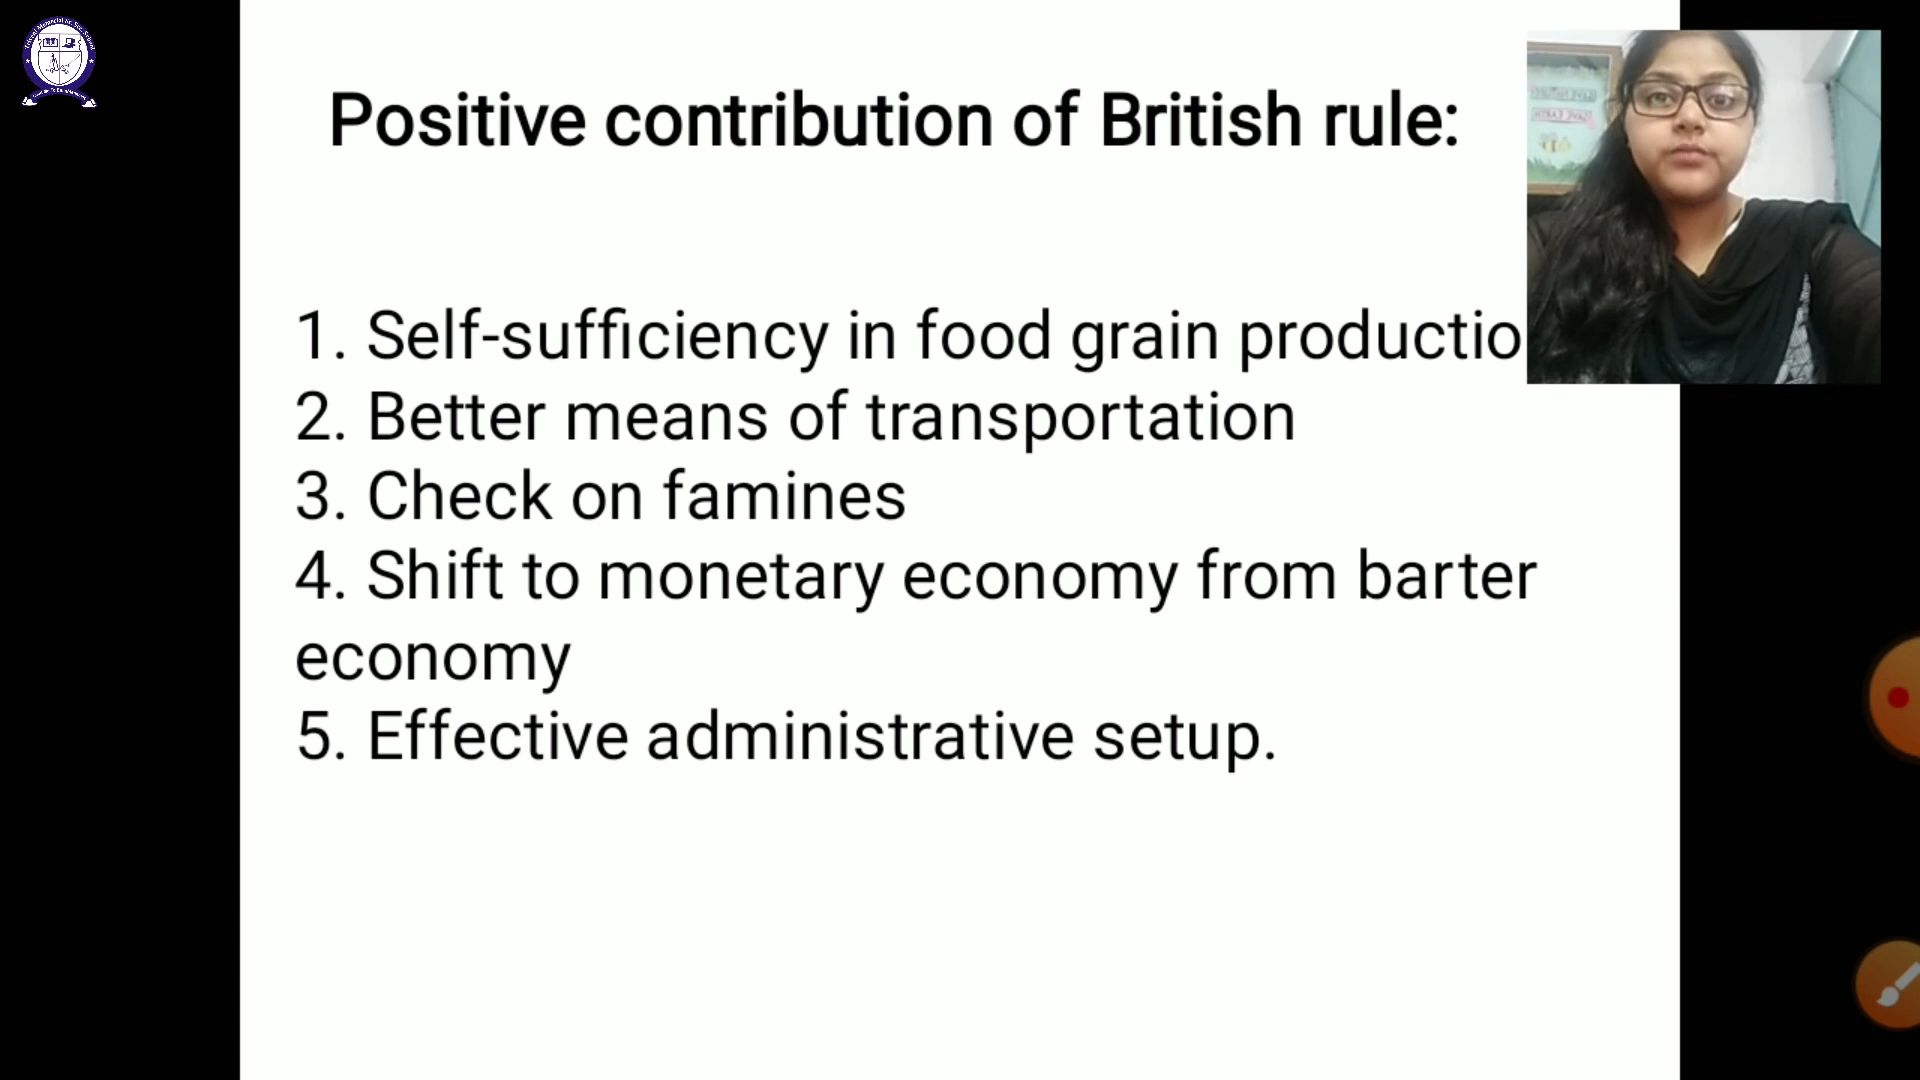 Positive contribution of British rule:
1. Self-sufficiency in food grain productio
2. Better means of transportation
3. Check on famines
4. Shift to monetary economy from barter
economy
5. Effective administrative setup.